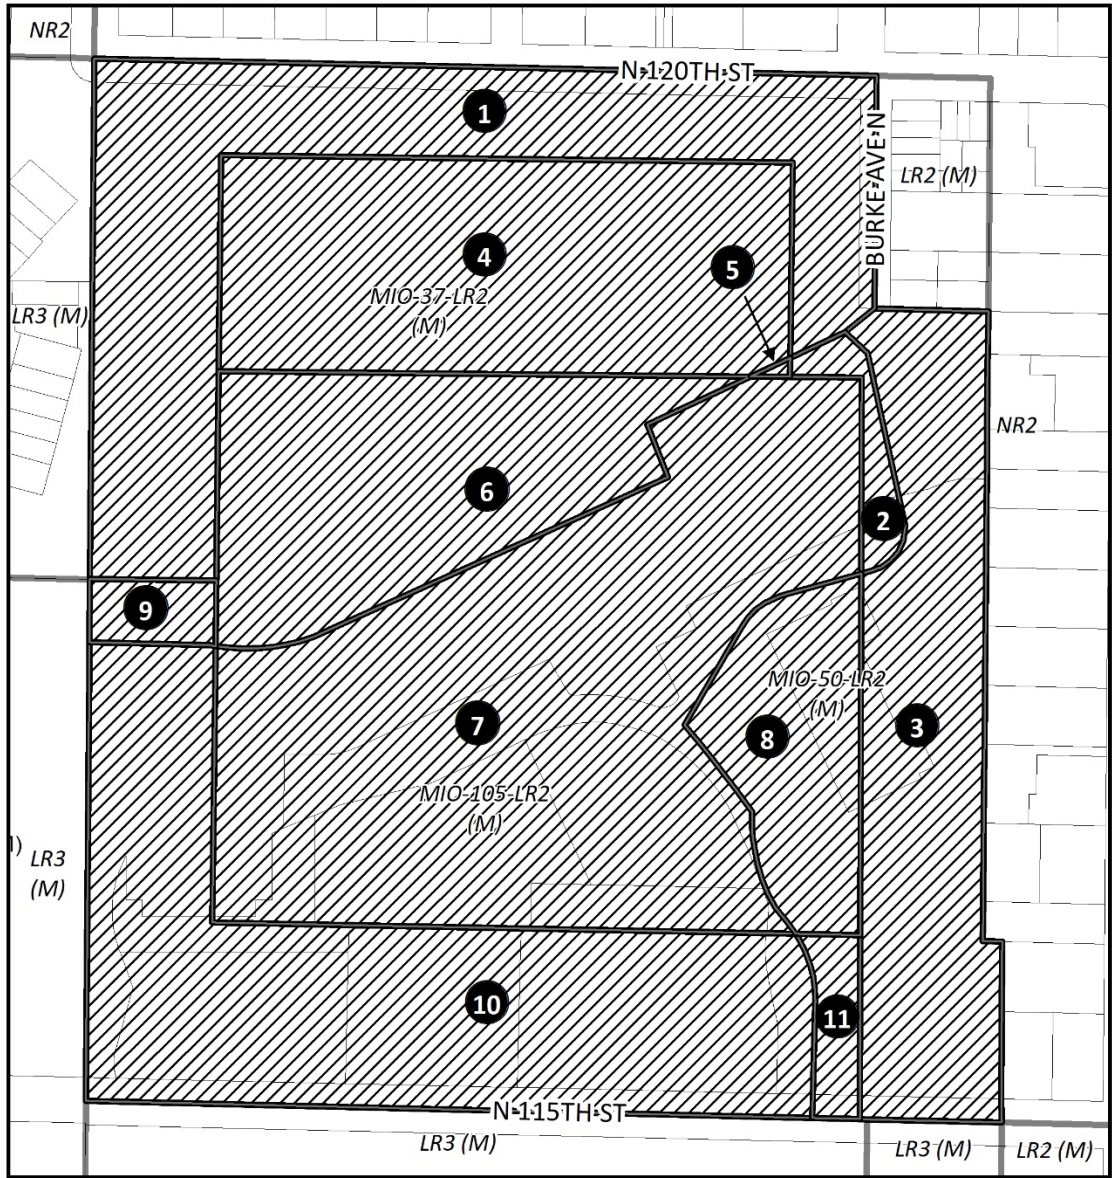 NR2
N 120TH ST
1
BURKE AVE N
LR2 (M)
4
5
MIO-37-LR2
(M)
LR3 (M)
NR2
6
2
9
MIO-50-LR2
(M)
7
8
3
MIO-105-LR2
(M)
)
LR3
(M)
10
11
N 115TH ST
LR3 (M)
LR3 (M)
LR2 (M)